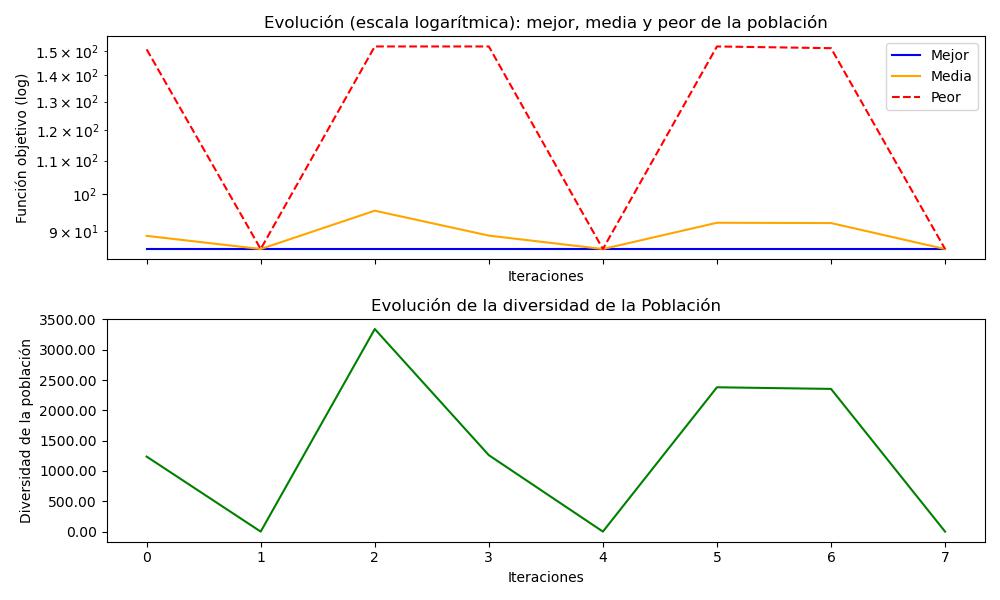 Evolución (escala logarítmica): mejor, media y peor de la población
Función objetivo (log)
1.5 × 10²
1.4 × 10²
1.3 × 10²
1.2 × 10²
1.1 × 10²
10²
9 × 10¹
Mejor
Media
Peor
Iteraciones
Evolución de la diversidad de la Población
Diversidad de la población
3500.00
3000.00
2500.00
2000.00
1500.00
1000.00
500.00
0.00
0 1 2 3 4 5 6 7
Iteraciones